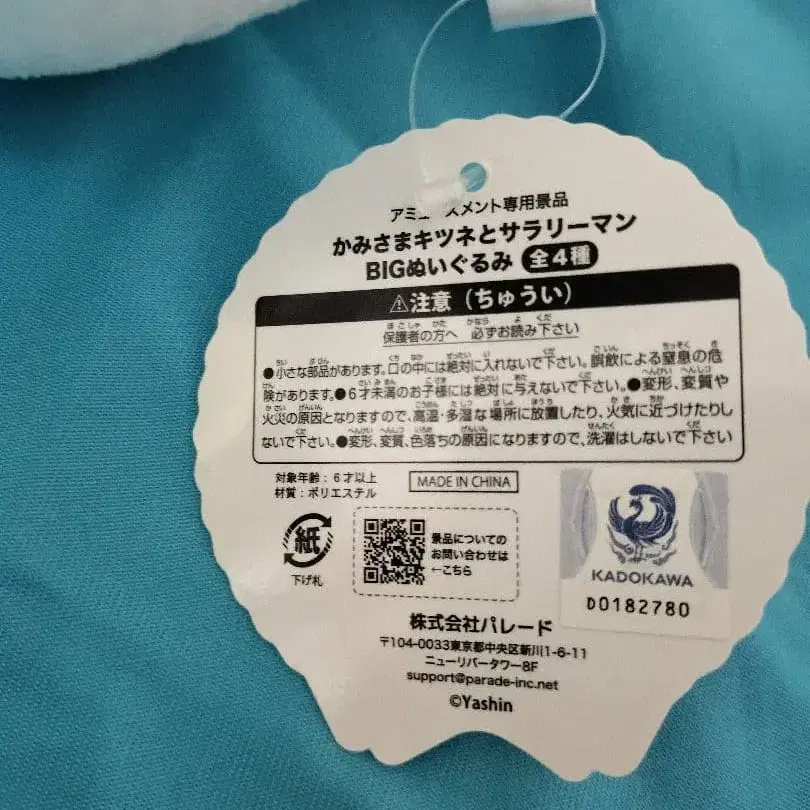 アミューズメント専用景品
かみさまキツネとサラリーマン
BIGぬいぐるみ 全4種
⚠注意（ちゅうい）
保護者の方へ 必ずお読み下さい
●小さな部品があります。口の中には絶対に入れないで下さい。誤飲による窒息の危
険があります。●6才未満のお子様には絶対に与えないで下さい。●変形、変質や
火災の原因となりますので、高温・多湿な場所に放置したり、火気に近づけたりし
ないで下さい。●変形、変質、色落ちの原因になりますので、洗濯はしないで下さい
対象年齢：6才以上
材質：ポリエステル
MADE IN CHINA
紙
下げ札
景品についての
お問い合わせは
←こちら
KADOKAWA
D0182780
株式会社パレード
〒104-0033東京都中央区新川1-6-11
ニューリバータワー8F
support@parade-inc.net
©Yashin